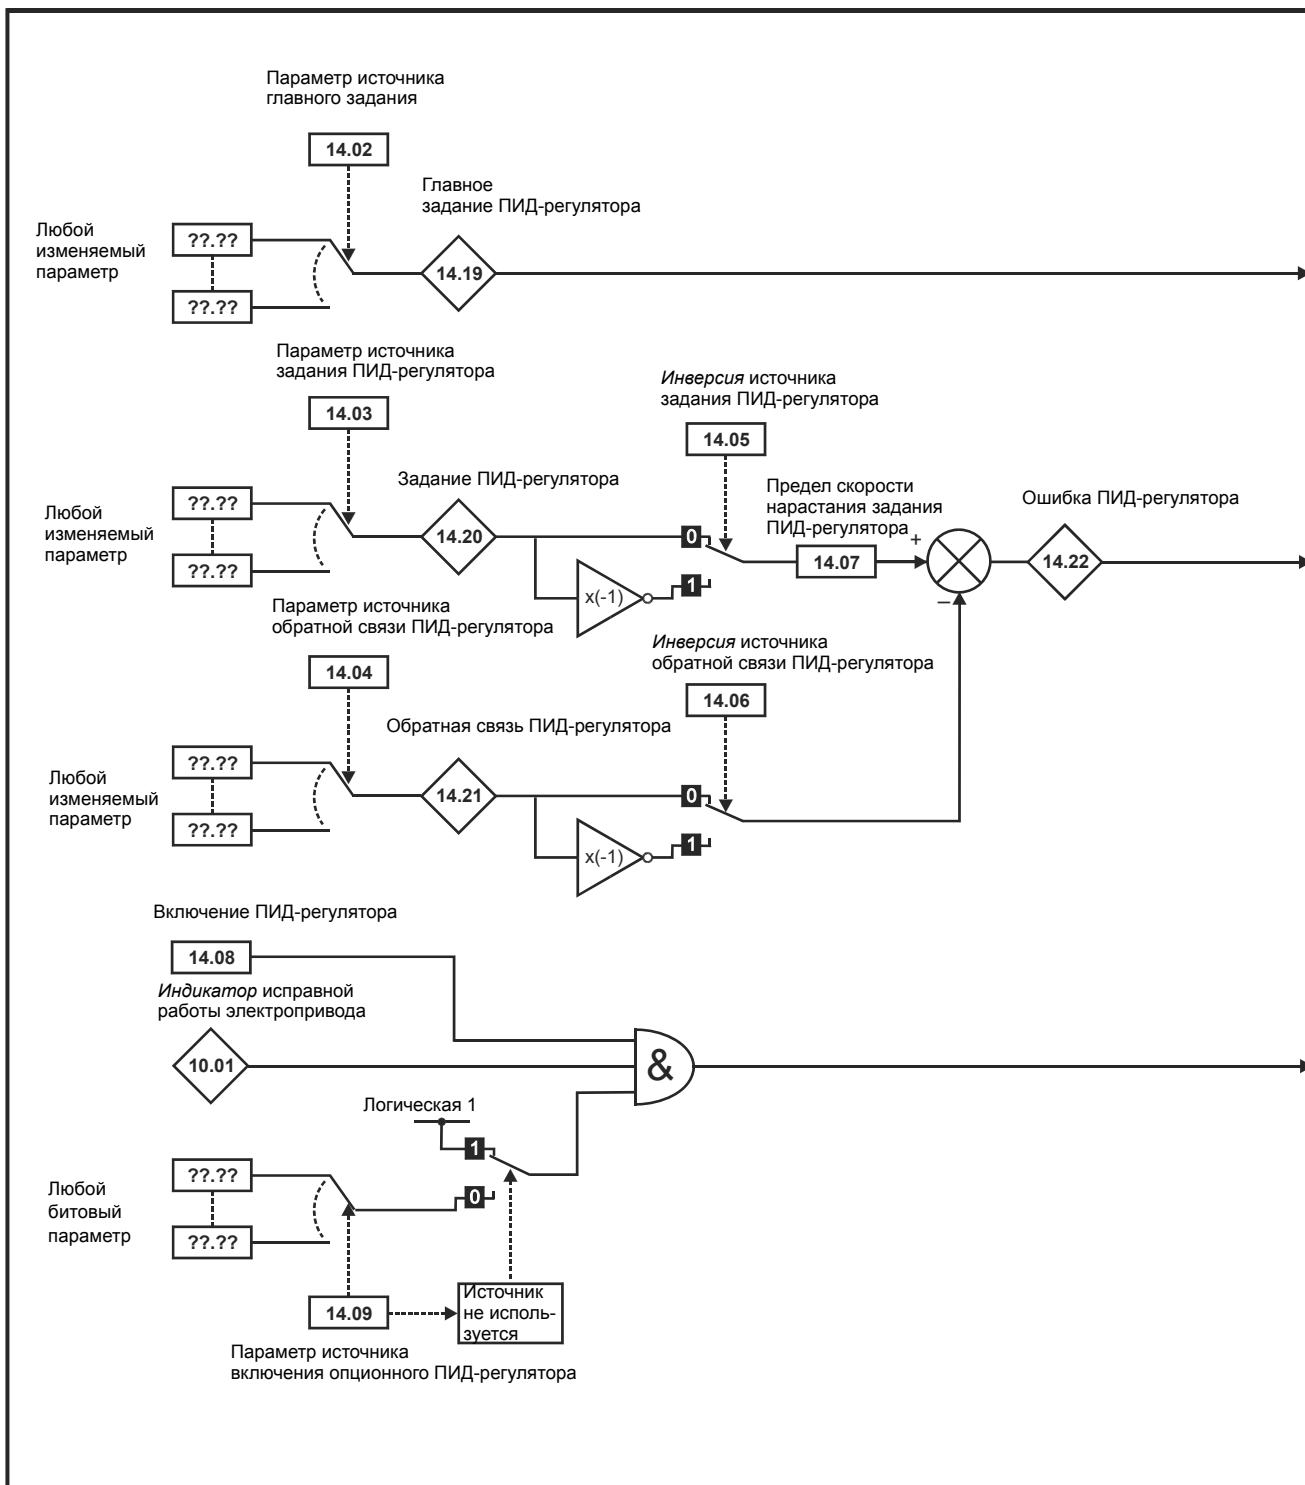 Параметр источника
главного задания
14.02
Главное
задание ПИД-регулятора
Любой
изменяемый
параметр
??.??
??.??
14.19
Параметр источника
задания ПИД-регулятора
14.03
Инверсия источника
задания ПИД-регулятора
14.05
Задание ПИД-регулятора
Предел скорости
нарастания задания
ПИД-регулятора
Ошибка ПИД-регулятора
Любой
изменяемый
параметр
??.??
??.??
14.20
0
1
x(-1)
14.07
+
–
14.22
Параметр источника
обратной связи ПИД-регулятора
14.04
Инверсия источника
обратной связи ПИД-регулятора
14.06
Обратная связь ПИД-регулятора
Любой
изменяемый
параметр
??.??
??.??
14.21
0
1
x(-1)
Включение ПИД-регулятора
14.08
Индикатор исправной
работы электропривода
10.01
&
Логическая 1
1
0
Любой
битовый
параметр
??.??
??.??
14.09
Источник
не исполь-
зуется
Параметр источника
включения опционного ПИД-регулятора